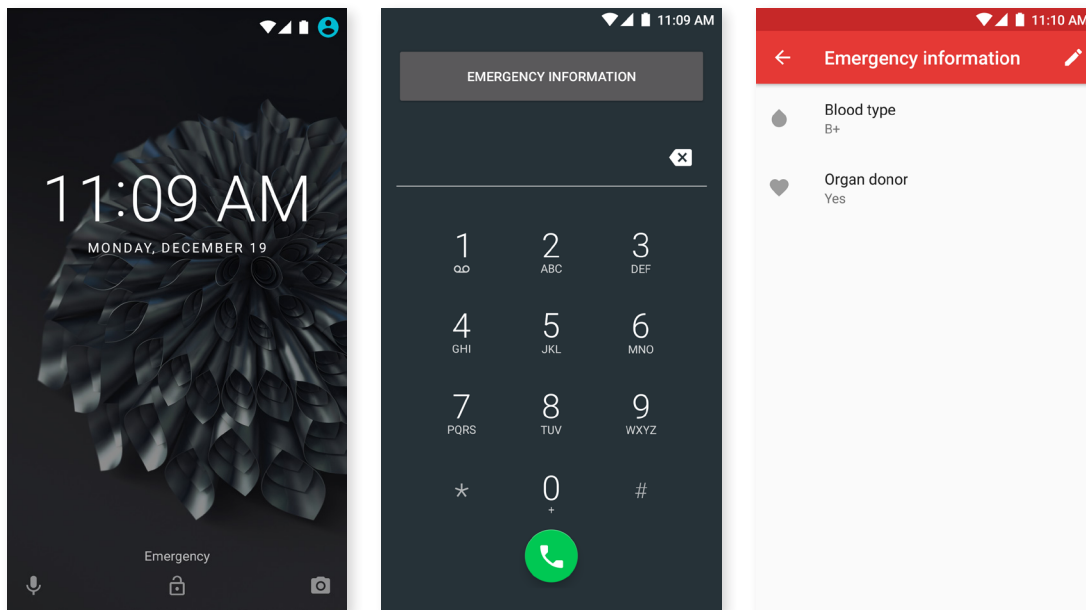 11:09 AM
MONDAY, DECEMBER 19
Emergency
11:09 AM
EMERGENCY INFORMATION
1 2 3
ABC DEF
4 5 6
GHI JKL MNO
7 8 9
PQRS TUV WXYZ
* 0 #
+
11:10 AM
Emergency information
Blood type
B+
Organ donor
Yes